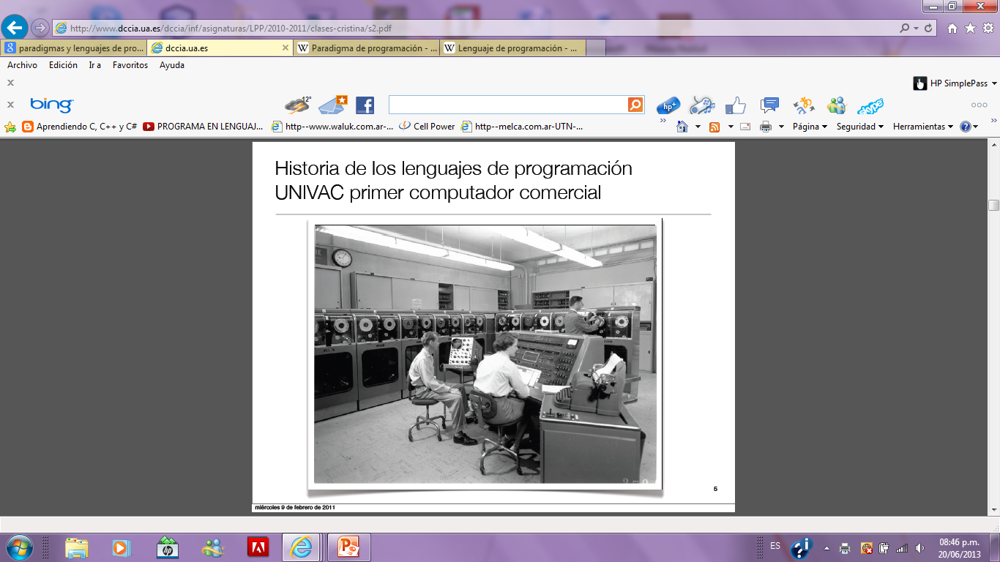 http://www.dccia.ua.es/dccia/inf/asignaturas/LPP/2010-2011/clases-cristina/s2.pdf
paradigmas y lenguajes de pro...
dccia.ua.es
Paradigma de programación - ...
Lenguaje de programación - ...
Archivo Edición Ir a Favoritos Ayuda
HP SimplePass
bing
12°
hp+
skype
Aprendiendo C, C++ y C# PROGRAMA EN LENGUAJ... http--www.waluk.com.ar-... Cell Power http--melca.com.ar-UTN-...
Página Seguridad Herramientas
Historia de los lenguajes de programación
UNIVAC primer computador comercial
5
miércoles 9 de febrero de 2011
ES
08:46 p.m.
20/06/2013